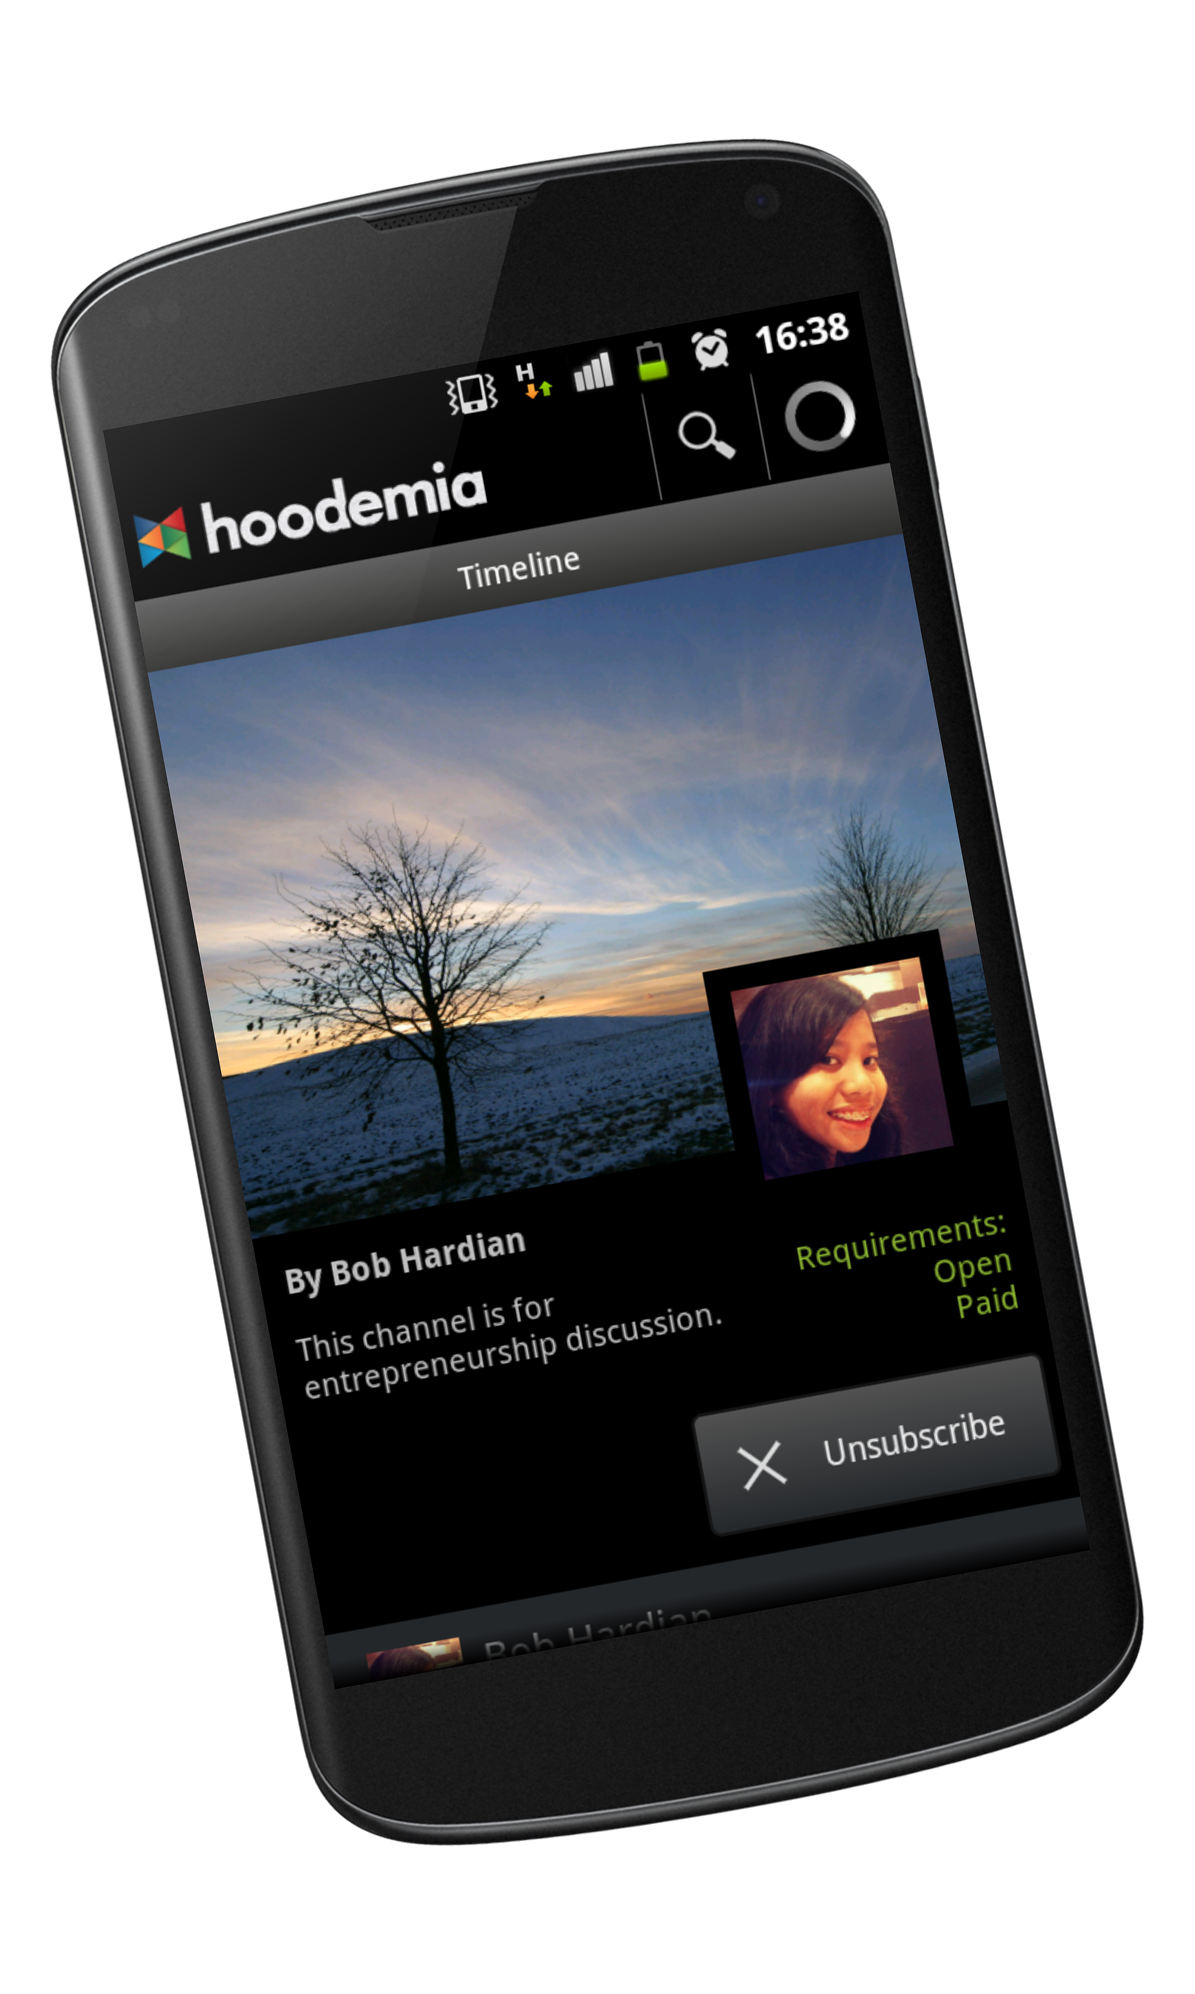 H
16:38
hoodemia
Timeline
By Bob Hardian
This channel is for
entrepreneurship discussion.
Requirements:
Open
Paid
Unsubscribe
Bob Hardian